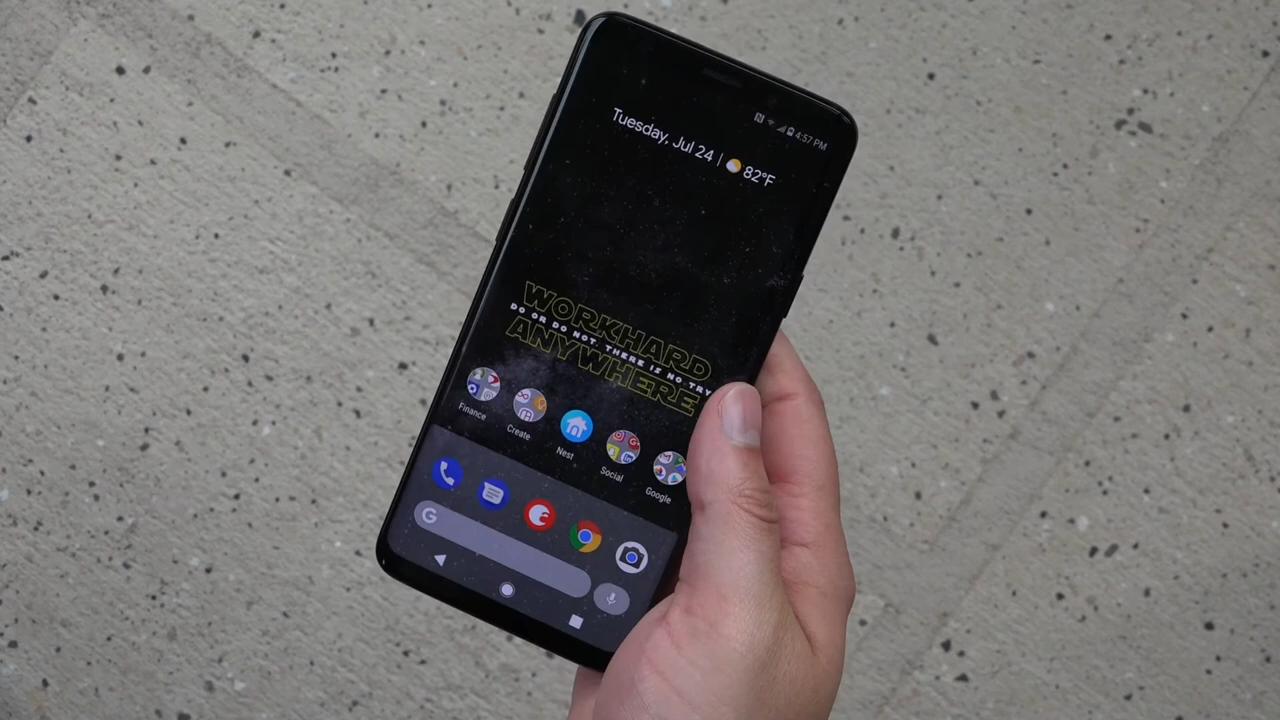 4:57 PM
Tuesday, Jul 24 | 82°F
WORKHARD
DO OR DO NOT. THERE IS NO TRY
ANYWHERE
Finance
Create
Nest
Social
Google
G